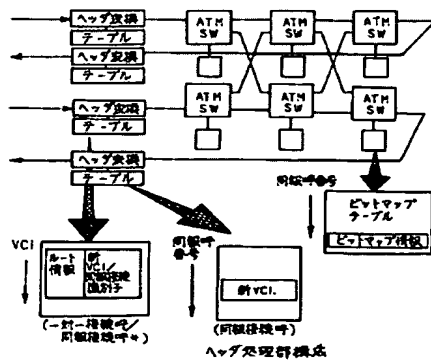 ヘッダ変換
テーブル
ヘッダ変換
テーブル
ヘッダ変換
テーブル
ヘッダ変換
テーブル
ATM
SW
ATM
SW
ATM
SW
ATM
SW
ATM
SW
ATM
SW
VCI
ルート
情報
新
VCI/
同報接続
識別子
(一対一接続呼/
同報接続呼*)
同報呼
番号
新VCI.
(同報接続呼)
同報呼番号
ビットマップ
テーブル
ビットマップ情報
ヘッダ処理部構成